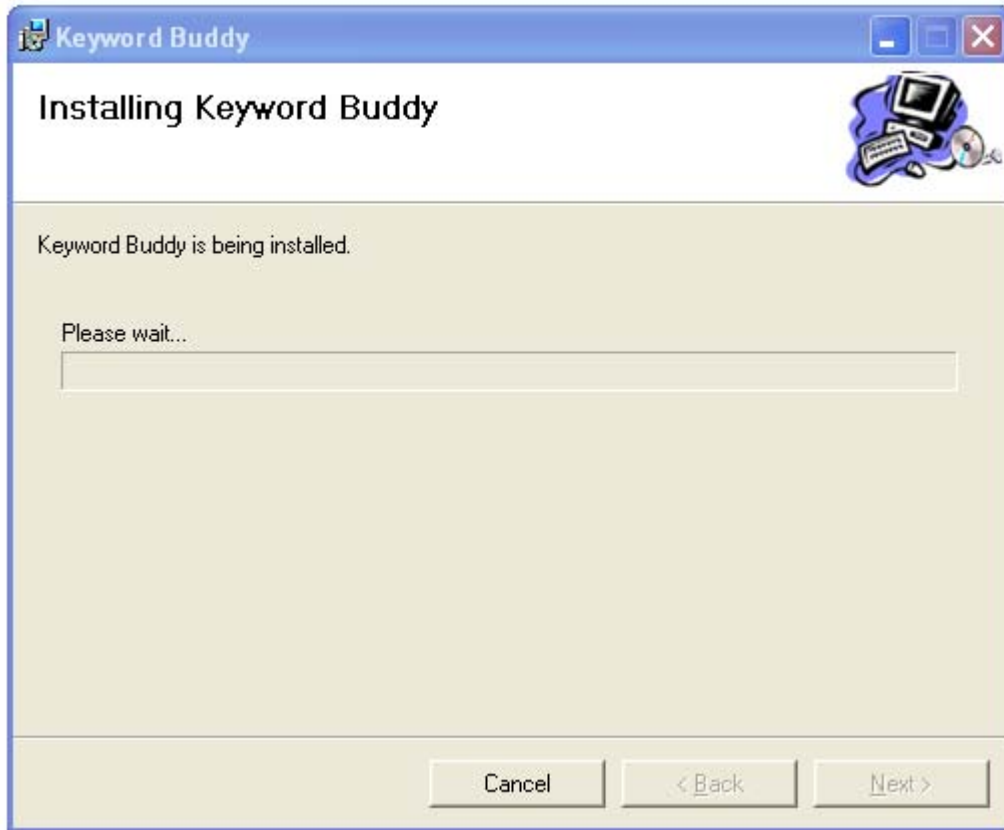 Keyword Buddy
Installing Keyword Buddy
Keyword Buddy is being installed.
Please wait...
Cancel
< Back
Next >